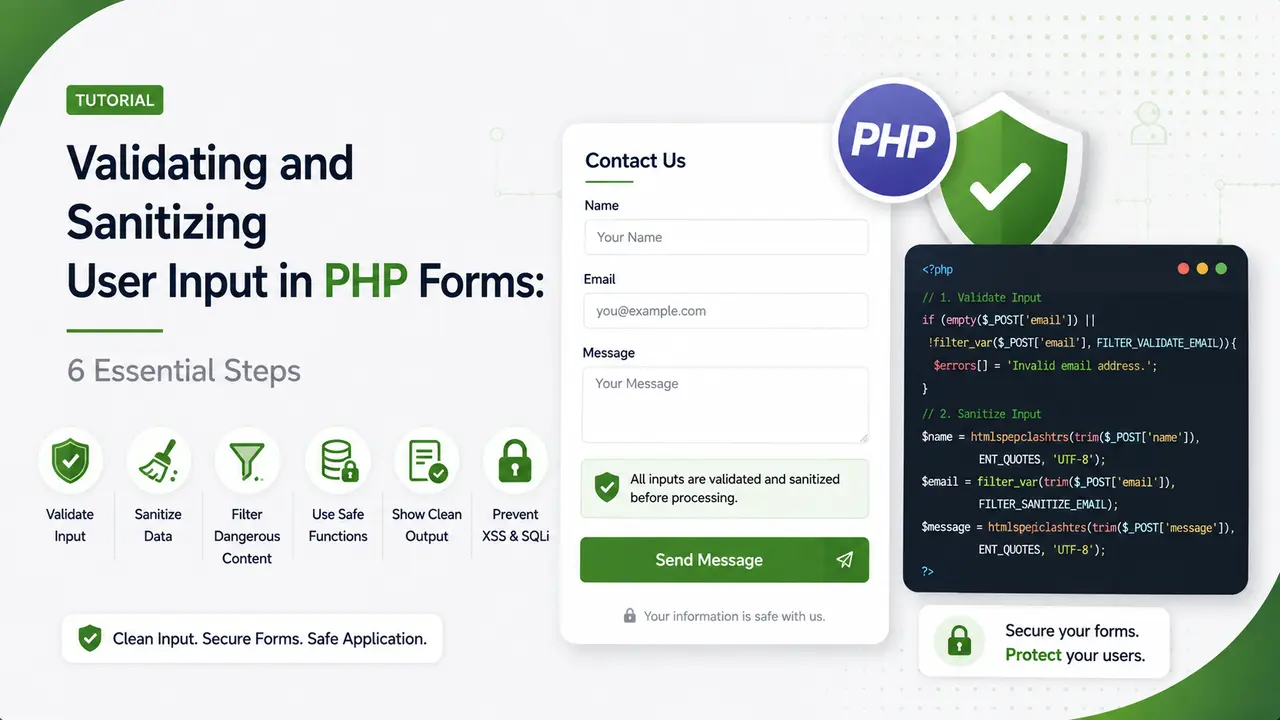 TUTORIAL
Validating and
Sanitizing
User Input in PHP Forms:
6 Essential Steps
Validate
Input
Sanitize
Data
Filter
Dangerous
Content
Use Safe
Functions
Show Clean
Output
Prevent
XSS & SQLi
Clean Input. Secure Forms. Safe Application.
Contact Us
Name
Your Name
Email
you@example.com
Message
Your Message
All inputs are validated and sanitized
before processing.
Send Message
Your information is safe with us.
PHP
<?php
// 1. Validate Input
if (empty($_POST['email']) ||
!filter_var($_POST['email'], FILTER_VALIDATE_EMAIL)){
$errors[] = 'Invalid email address.';
}
// 2. Sanitize Input
$name = (trim($_POST['name']),
ENT_QUOTES, 'UTF-8');
$email = filter_var(trim($_POST['email']),
FILTER_SANITIZE_EMAIL);
$message = (trim($_POST['message']),
ENT_QUOTES, 'UTF-8');
?>
Secure your forms.
Protect your users.